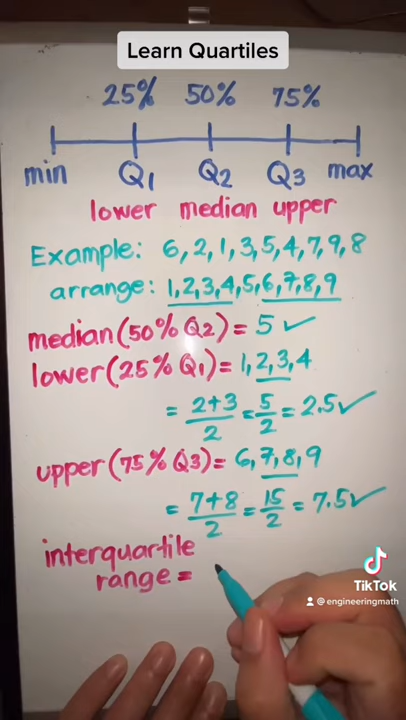 Learn Quartiles
25% 50% 75%
min Q1 Q2 Q3 max
lower median upper
Example: 6,2,1,3,5,4,7,9,8
arrange: 1,2,3,4,5,6,7,8,9
median(50% Q2)= 5 ✓
lower(25% Q1)= 1,2,3,4
= 2+3/2 = 5/2 = 2.5 ✓
upper(75% Q3)= 6,7,8,9
= 7+8/2 = 15/2 = 7.5 ✓
interquartile
range =
TikTok
@engineeringmath